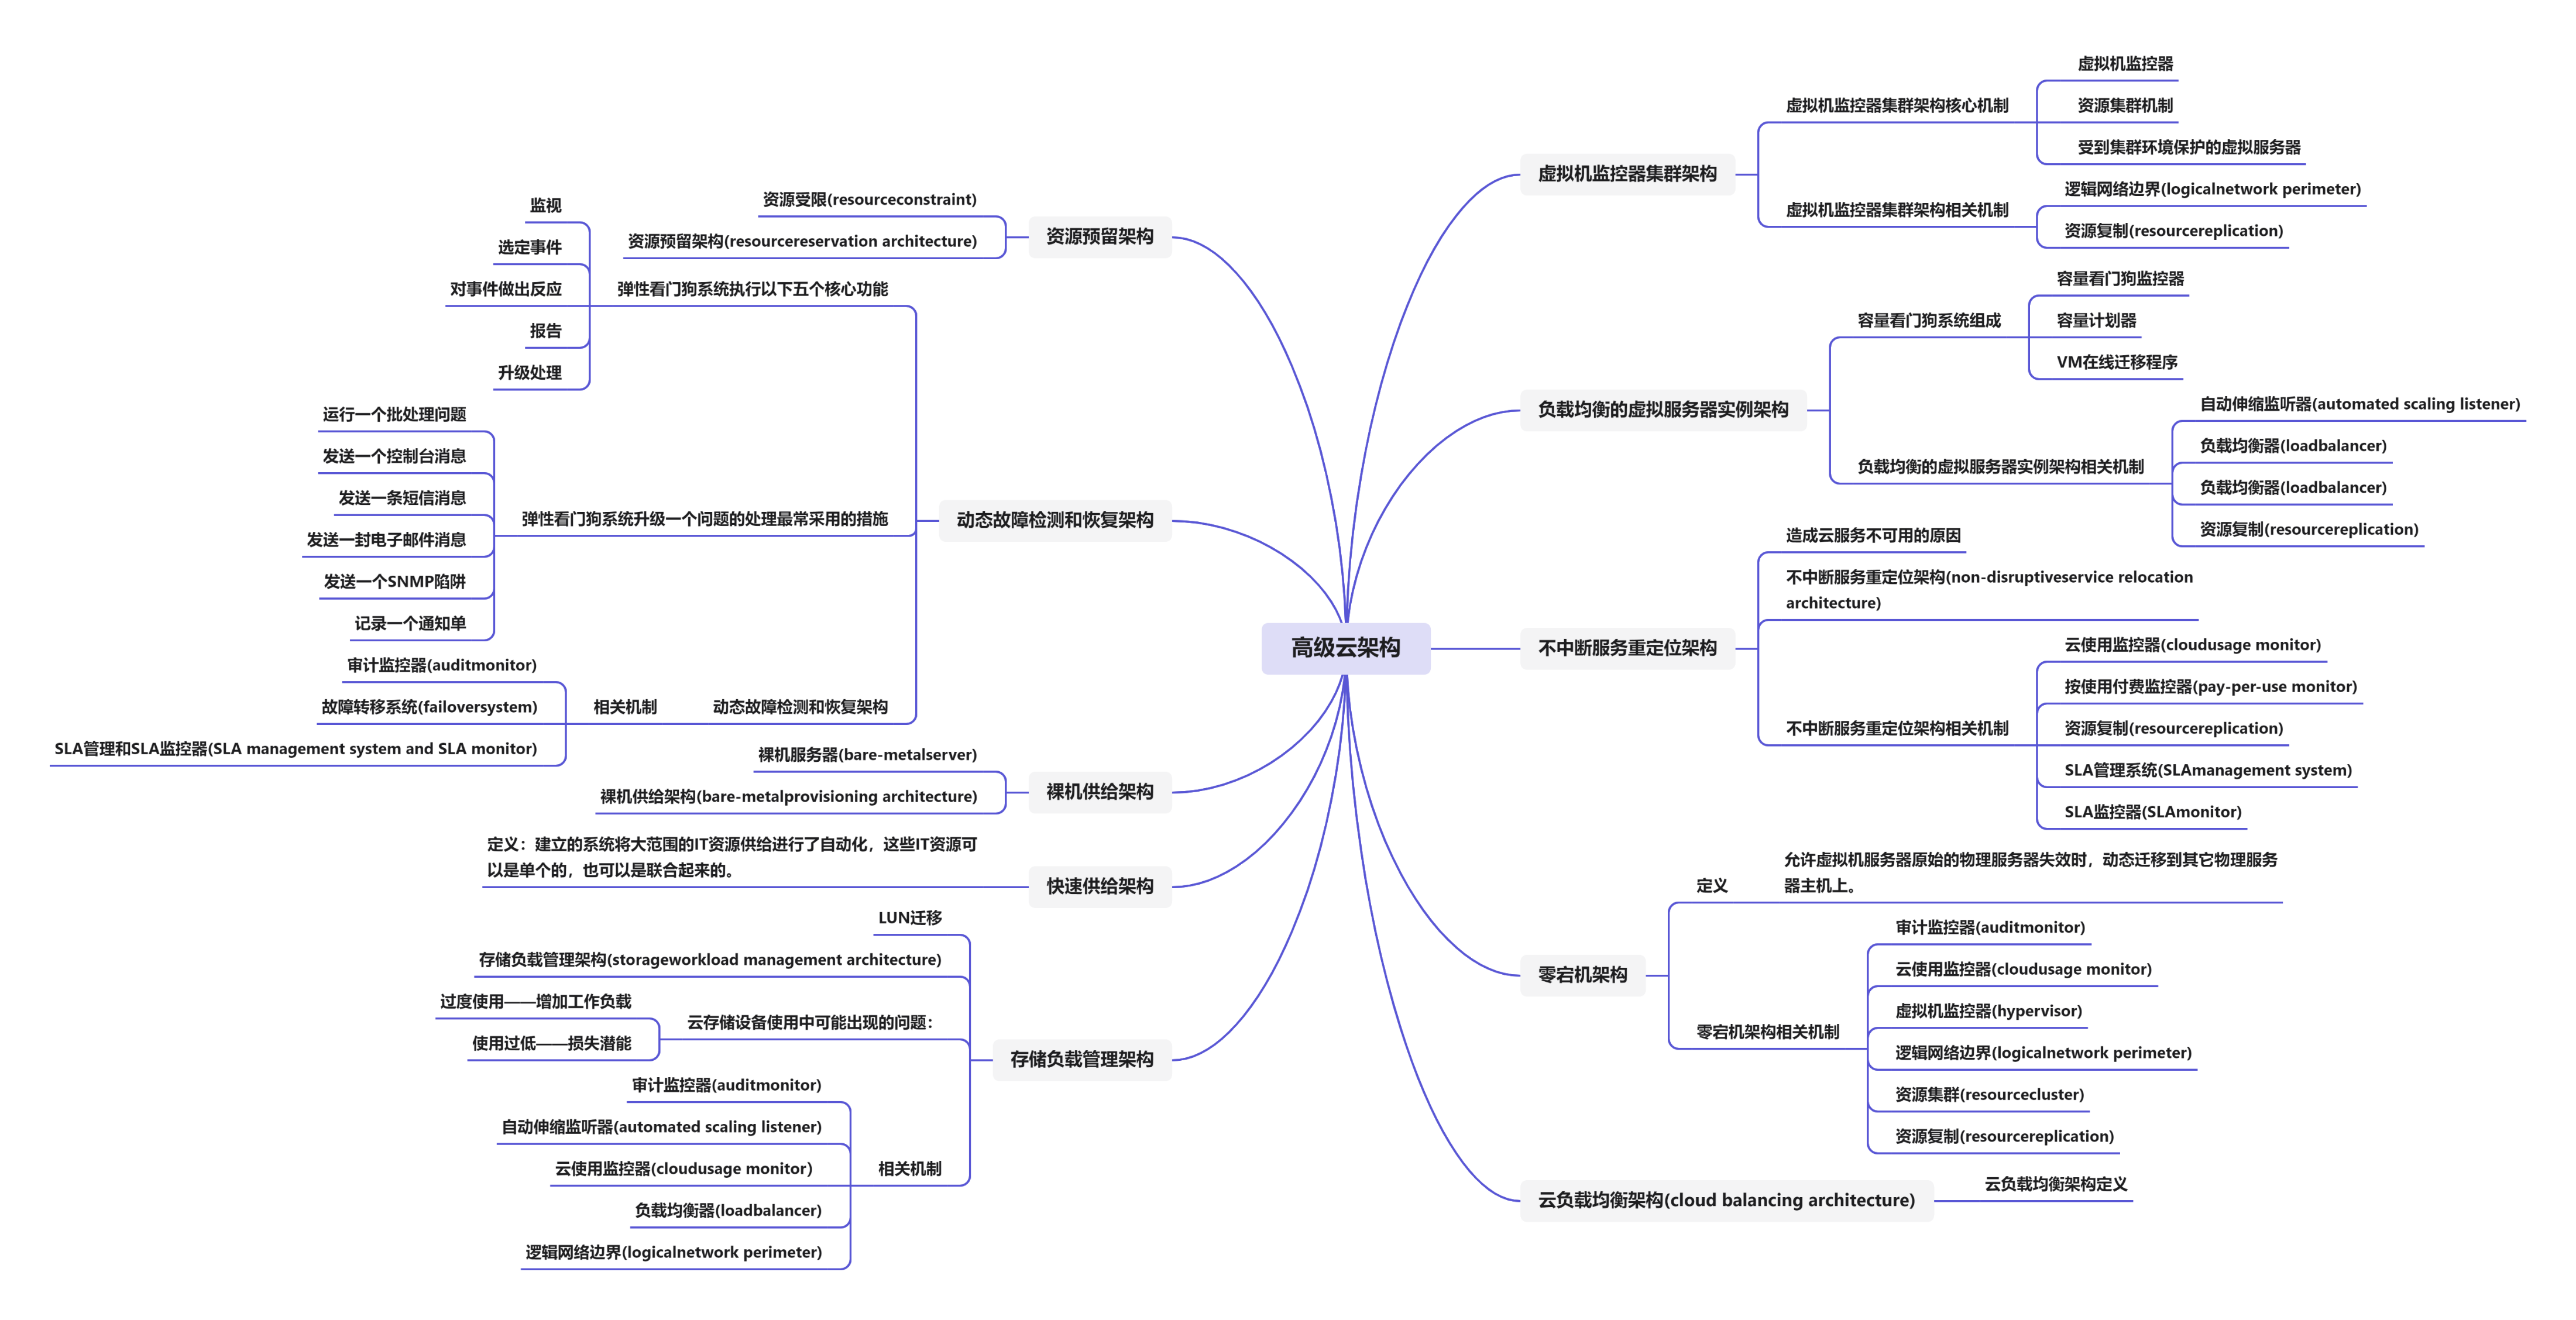 高级云架构
虚拟机监控器集群架构
虚拟机监控器集群架构核心机制
虚拟机监控器
资源集群机制
受到集群环境保护的虚拟服务器
虚拟机监控器集群架构相关机制
逻辑网络边界(logicalnetwork perimeter)
资源复制(resourcereplication)
负载均衡的虚拟服务器实例架构
容量看门狗系统组成
容量看门狗监控器
容量计划器
VM在线迁移程序
负载均衡的虚拟服务器实例架构相关机制
自动伸缩监听器(automated scaling listener)
负载均衡器(loadbalancer)
负载均衡器(loadbalancer)
资源复制(resourcereplication)
不中断服务重定位架构
造成云服务不可用的原因
不中断服务重定位架构(non-disruptiveservice relocation
architecture)
不中断服务重定位架构相关机制
云使用监控器(cloudusage monitor)
按使用付费监控器(pay-per-use monitor)
资源复制(resourcereplication)
SLA管理系统(SLAmanagement system)
SLA监控器(SLAmonitor)
零宕机架构
定义
允许虚拟机服务器原始的物理服务器失效时，动态迁移到其它物理服务
器主机上。
零宕机架构相关机制
审计监控器(auditmonitor)
云使用监控器(cloudusage monitor)
虚拟机监控器(hypervisor)
逻辑网络边界(logicalnetwork perimeter)
资源集群(resourcecluster)
资源复制(resourcereplication)
云负载均衡架构(cloud balancing architecture)
云负载均衡架构定义
资源预留架构
资源受限(resourceconstraint)
资源预留架构(resourcereservation architecture)
动态故障检测和恢复架构
弹性看门狗系统执行以下五个核心功能
监视
选定事件
对事件做出反应
报告
升级处理
弹性看门狗系统升级一个问题的处理最常采用的措施
运行一个批处理问题
发送一个控制台消息
发送一条短信消息
发送一封电子邮件消息
发送一个SNMP陷阱
记录一个通知单
动态故障检测和恢复架构
相关机制
审计监控器(auditmonitor)
故障转移系统(failoversystem)
SLA管理和SLA监控器(SLA management system and SLA monitor)
裸机供给架构
裸机服务器(bare-metalserver)
裸机供给架构(bare-metalprovisioning architecture)
快速供给架构
定义：建立的系统将大范围的IT资源供给进行了自动化，这些IT资源可
以是单个的，也可以是联合起来的。
存储负载管理架构
LUN迁移
存储负载管理架构(storageworkload management architecture)
云存储设备使用中可能出现的问题：
过度使用——增加工作负载
使用过低——损失潜能
相关机制
审计监控器(auditmonitor)
自动伸缩监听器(automated scaling listener)
云使用监控器(cloudusage monitor)
负载均衡器(loadbalancer)
逻辑网络边界(logicalnetwork perimeter)